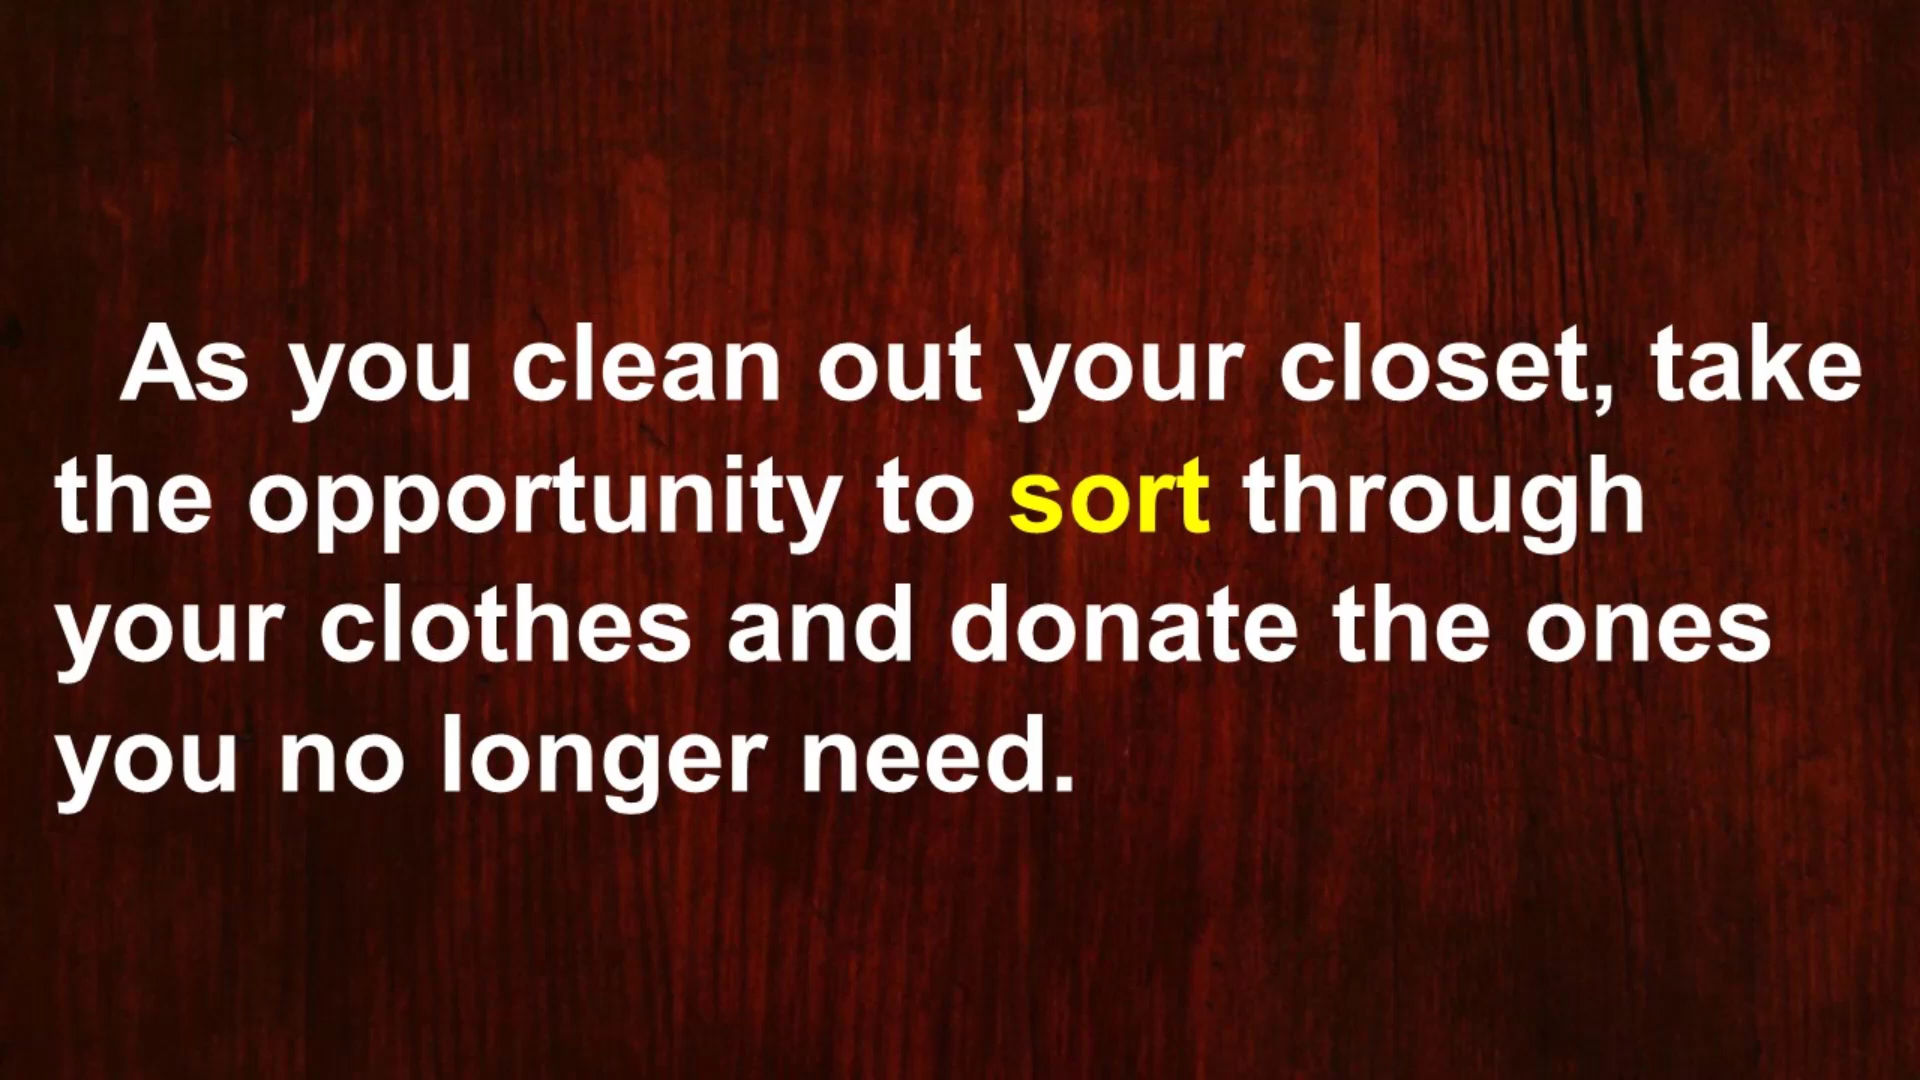 As you clean out your closet, take
the opportunity to sort through
your clothes and donate the ones
you no longer need.